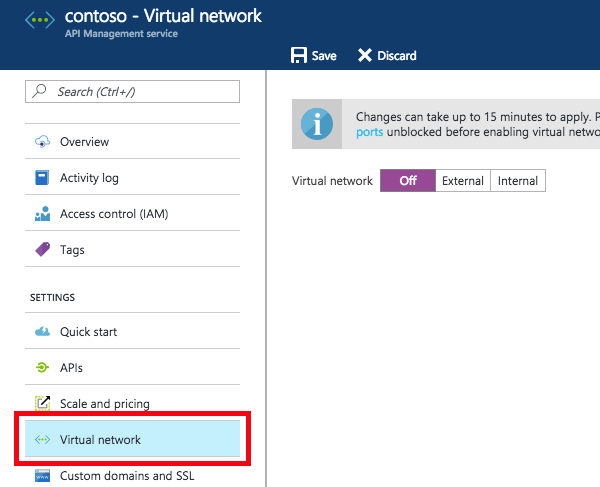 contoso - Virtual network
API Management service
Save Discard
Search (Ctrl+/)
Changes can take up to 15 minutes to apply. P
ports unblocked before enabling virtual netwo
Overview
Activity log
Virtual network Off External Internal
Access control (IAM)
Tags
SETTINGS
Quick start
APIs
Scale and pricing
Virtual network
Custom domains and SSL